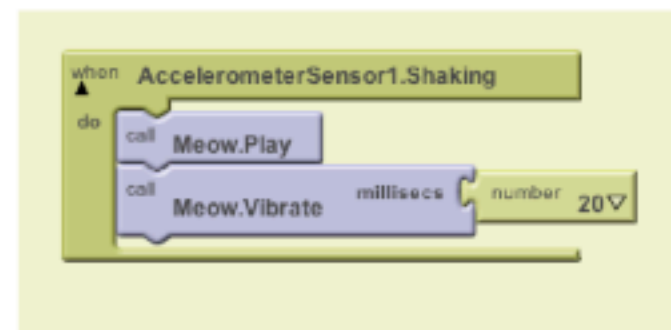 when AccelerometerSensor1.Shaking
do
call Meow.Play
call Meow.Vibrate millisecs number 20